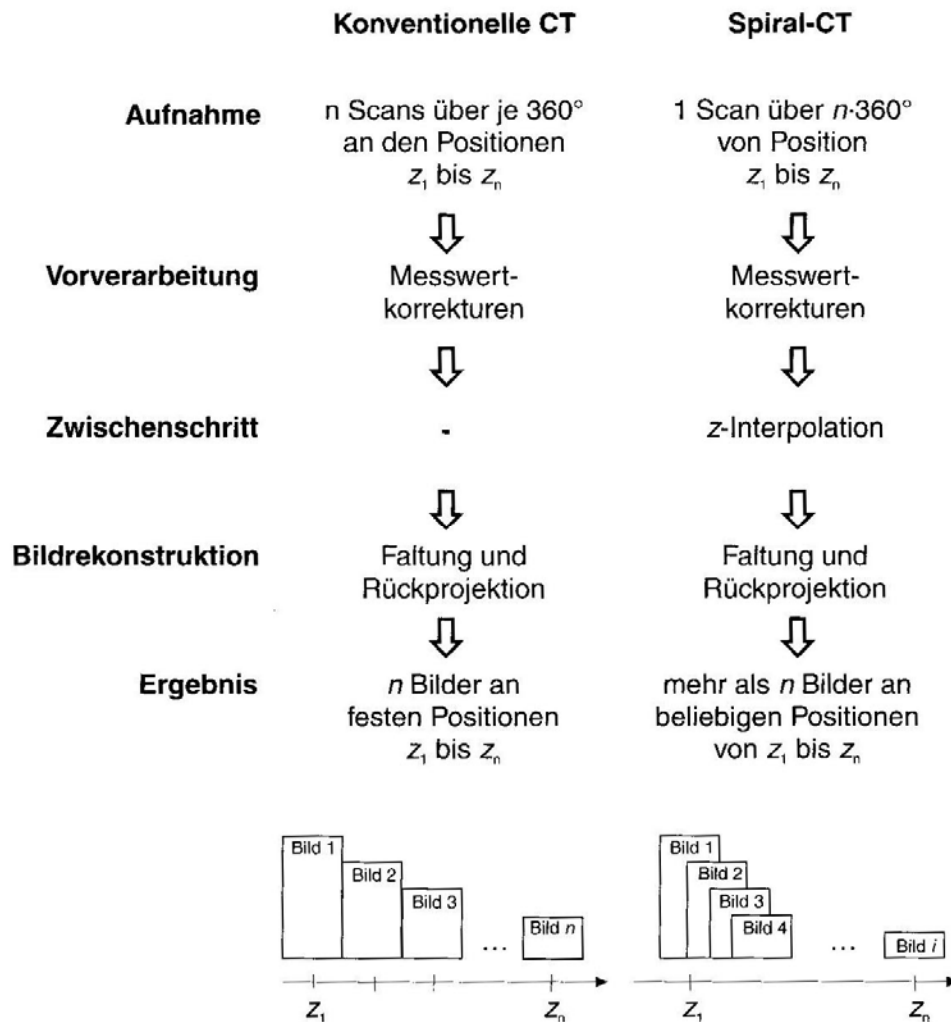 Konventionelle CT Spiral-CT
Aufnahme n Scans über je 360° 1 Scan über n·360°
an den Positionen von Position
z₁ bis zₙ z₁ bis zₙ
Vorverarbeitung Messwert- Messwert-
korrekturen korrekturen
Zwischenschritt - z-Interpolation
Bildrekonstruktion Faltung und Faltung und
Rückprojektion Rückprojektion
Ergebnis n Bilder an mehr als n Bilder an
festen Positionen beliebigen Positionen
z₁ bis zₙ von z₁ bis zₙ
Bild 1 Bild 1
Bild 2 Bild 2
Bild 3 Bild 3
Bild n Bild 4
... ... Bild i
z₁ zₙ z₁ zₙ